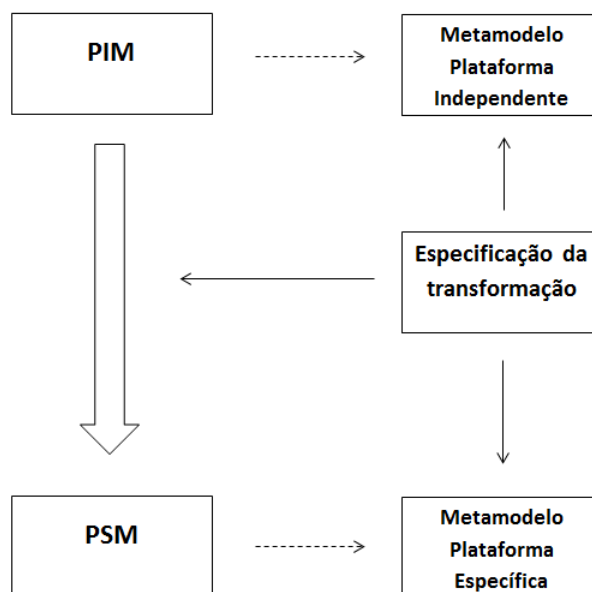 PIM
Metamodelo
Plataforma
Independente
Especificação da
transformação
PSM
Metamodelo
Plataforma
Específica